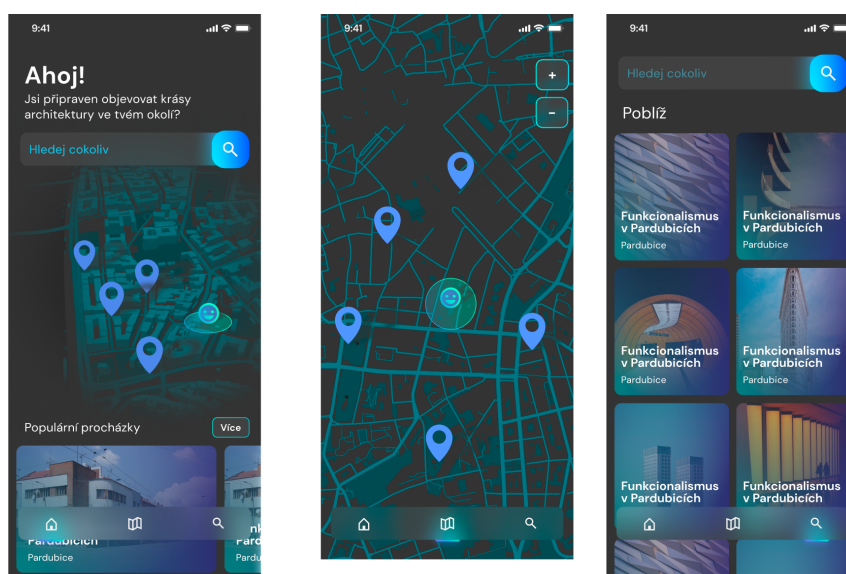 9:41
Ahoj!
Jsi připraven objevovat krásy
architektury ve tvém okolí?
Hledej cokoliv
Populární procházky
Více
Pardubicích
Pardubice
9:41
+
-
9:41
Hledej cokoliv
Poblíž
Funkcionalismus
v Pardubicích
Pardubice
Funkcionalismus
v Pardubicích
Pardubice
Funkcionalismus
v Pardubicích
Pardubice
Funkcionalismus
v Pardubicích
Pardubice
Funkcionalismus
v Pardubicích
Funkcionalismus
v Pardubicích